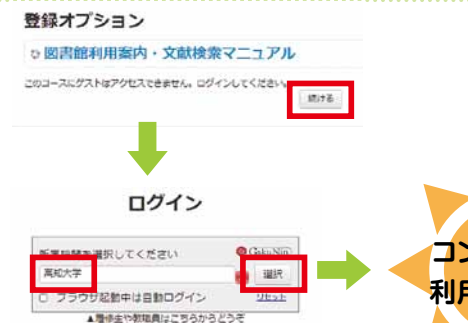 登録オプション
図書館利用案内・文献検索マニュアル
このコースにゲストはアクセスできません。ログインしてください。
続ける
ログイン
所属機関を選択してください
GakuNin
高知大学
選択
ブラウザ起動中は自動ログイン
リセット
▲履修生や教職員はこちらからどうぞ
コン
利用